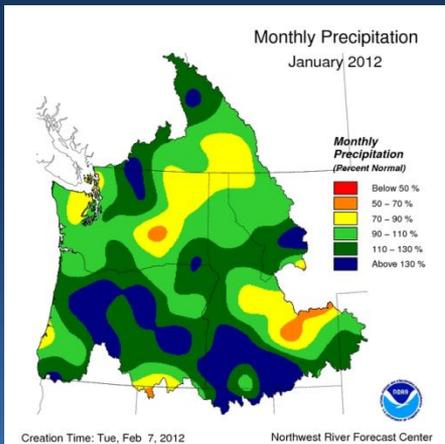 Monthly Precipitation
January 2012
Monthly
Precipitation
(Percent Normal)
Below 50 %
50 – 70 %
70 – 90 %
90 – 110 %
110 – 130 %
Above 130 %
NOAA
Creation Time: Tue, Feb 7, 2012
Northwest River Forecast Center